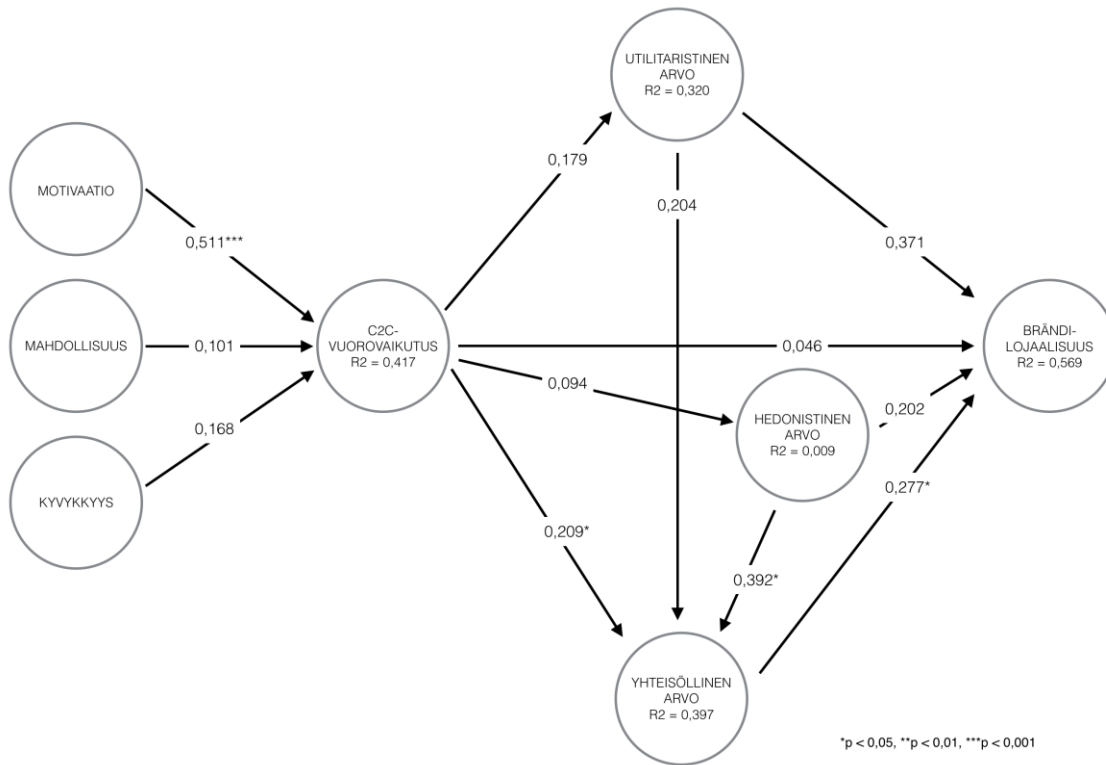 UTILITARISTINEN
ARVO
R2 = 0,320
MOTIVAATIO
0,179
0,204
0,511***
0,371
MAHDOLLISUUS
0,101
C2C-
VUOROVAIKUTUS
R2 = 0,417
0,046
BRÄNDI-
LOJAALISUUS
R2 = 0,569
0,094
HEDONISTINEN
ARVO
R2 = 0,009
0,202
0,168
KYVYKKYYS
0,277*
0,209*
0,392*
YHTEISÖLLINEN
ARVO
R2 = 0,397
*p < 0,05, **p < 0,01, ***p < 0,001